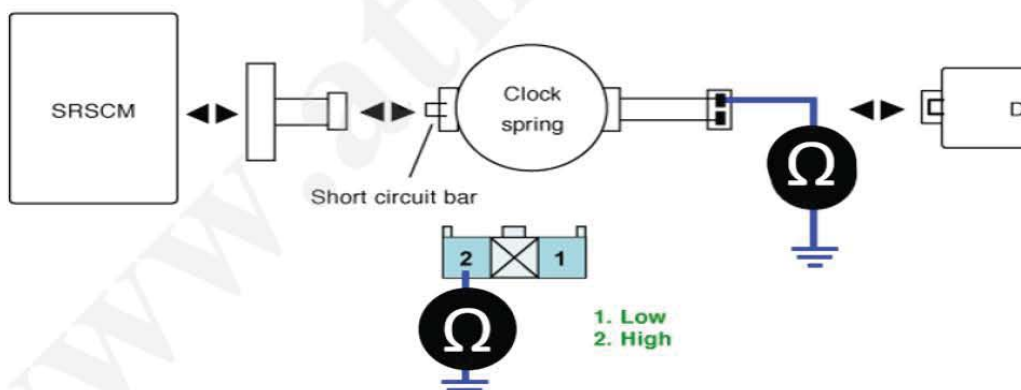 SRSCM
Clock
spring
D
Ω
Short circuit bar
2 1
Ω
1. Low
2. High